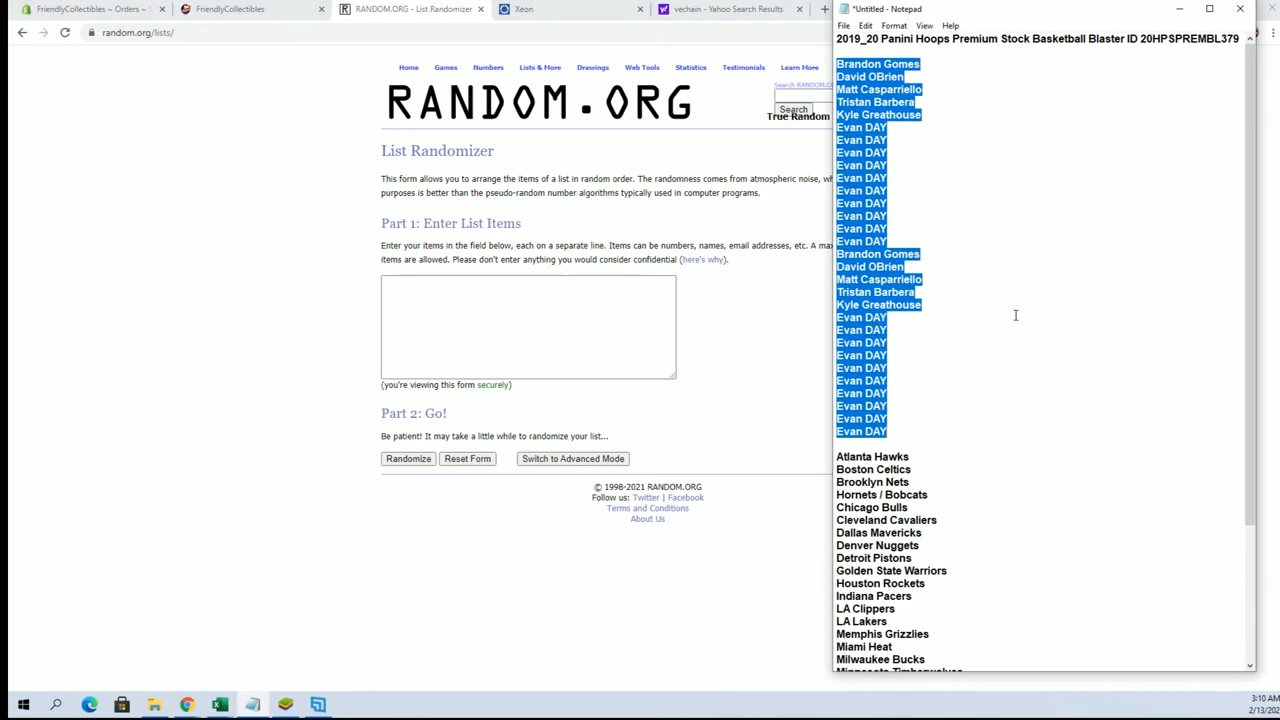 FriendlyCollectibles ~ Orders ~ S
FriendlyCollectibles
RANDOM.ORG - List Randomizer
Xeon
vechain - Yahoo Search Results
random.org/lists/
Home Games Numbers Lists & More Drawings Web Tools Statistics Testimonials Learn More
Search RANDOM.O
RANDOM.ORG
Search
True Random
List Randomizer
This form allows you to arrange the items of a list in random order. The randomness comes from atmospheric noise, w
purposes is better than the pseudo-random number algorithms typically used in computer programs.
Part 1: Enter List Items
Enter your items in the field below, each on a separate line. Items can be numbers, names, email addresses, etc. A ma
items are allowed. Please don't enter anything you would consider confidential (here's why).
(you're viewing this form securely)
Part 2: Go!
Be patient! It may take a little while to randomize your list...
Randomize Reset Form Switch to Advanced Mode
© 1998-2021 RANDOM.ORG
Follow us: Twitter | Facebook
Terms and Conditions
About Us
*Untitled - Notepad
File Edit Format View Help
2019_20 Panini Hoops Premium Stock Basketball Blaster ID 20HPSPREMBL379
Brandon Gomes
David OBrien
Matt Casparriello
Tristan Barbera
Kyle Greathouse
Evan DAY
Evan DAY
Evan DAY
Evan DAY
Evan DAY
Evan DAY
Evan DAY
Evan DAY
Evan DAY
Evan DAY
Brandon Gomes
David OBrien
Matt Casparriello
Tristan Barbera
Kyle Greathouse
Evan DAY
Evan DAY
Evan DAY
Evan DAY
Evan DAY
Evan DAY
Evan DAY
Evan DAY
Evan DAY
Evan DAY
Atlanta Hawks
Boston Celtics
Brooklyn Nets
Hornets / Bobcats
Chicago Bulls
Cleveland Cavaliers
Dallas Mavericks
Denver Nuggets
Detroit Pistons
Golden State Warriors
Houston Rockets
Indiana Pacers
LA Clippers
LA Lakers
Memphis Grizzlies
Miami Heat
Milwaukee Bucks
Minnesota Timberwolves
3:10 AM
2/13/202